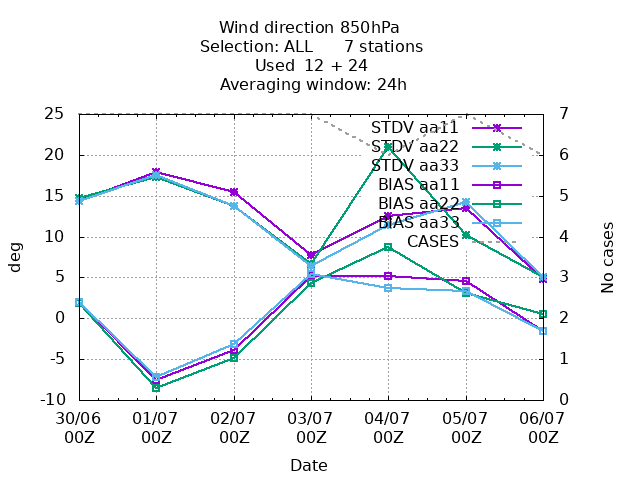 Wind direction 850hPa
Selection: ALL 7 stations
Used 12 + 24
Averaging window: 24h
25 7
STDV aa11
STDV aa22
20 6
STDV aa33
BIAS aa11
15 5
BIAS aa22
BIAS aa33
10 4
CASES
deg
No cases
5 3
0 2
-5 1
-10 0
30/06 01/07 02/07 03/07 04/07 05/07 06/07
00Z 00Z 00Z 00Z 00Z 00Z 00Z
Date